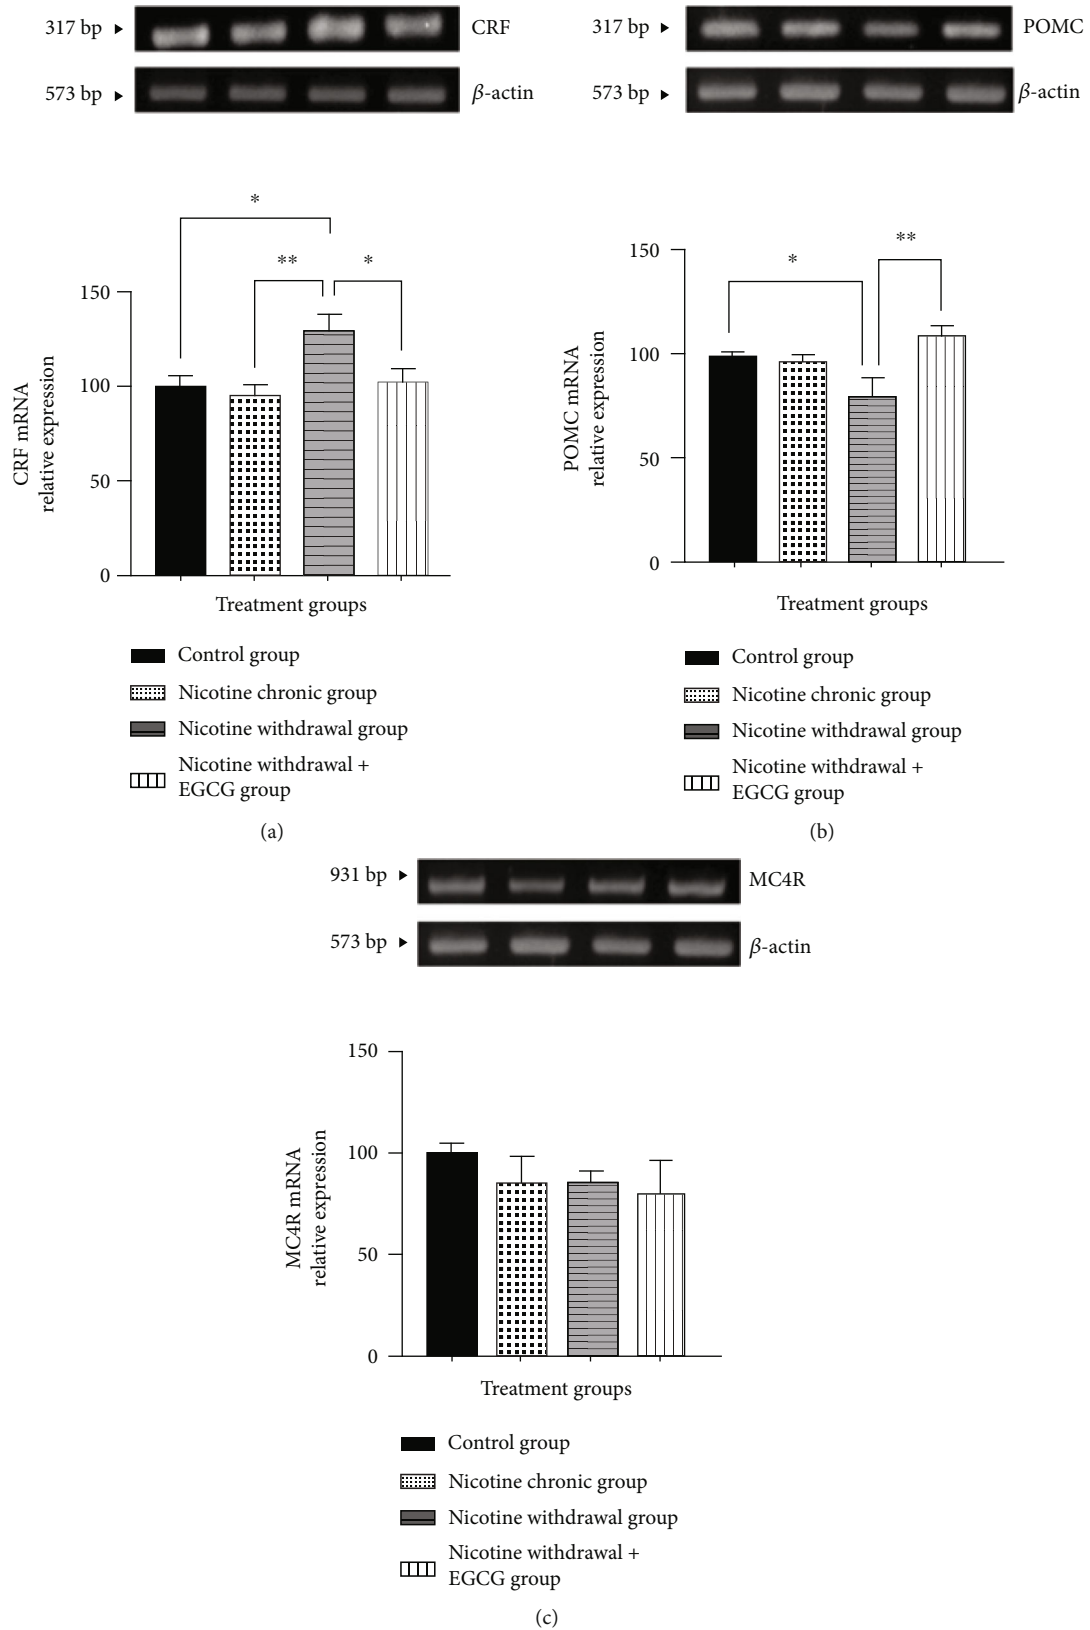 317 bp
CRF
573 bp
β-actin
*
**
*
150
100
50
0
CRF mRNA
relative expression
Treatment groups
Control group
Nicotine chronic group
Nicotine withdrawal group
Nicotine withdrawal +
EGCG group
(a)
317 bp
POMC
573 bp
β-actin
**
*
150
100
50
0
POMC mRNA
relative expression
Treatment groups
Control group
Nicotine chronic group
Nicotine withdrawal group
Nicotine withdrawal +
EGCG group
(b)
931 bp
MC4R
573 bp
β-actin
150
100
50
0
MC4R mRNA
relative expression
Treatment groups
Control group
Nicotine chronic group
Nicotine withdrawal group
Nicotine withdrawal +
EGCG group
(c)